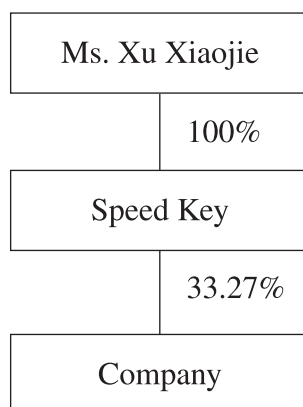 Ms. Xu Xiaojie
100%
Speed Key
33.27%
Company